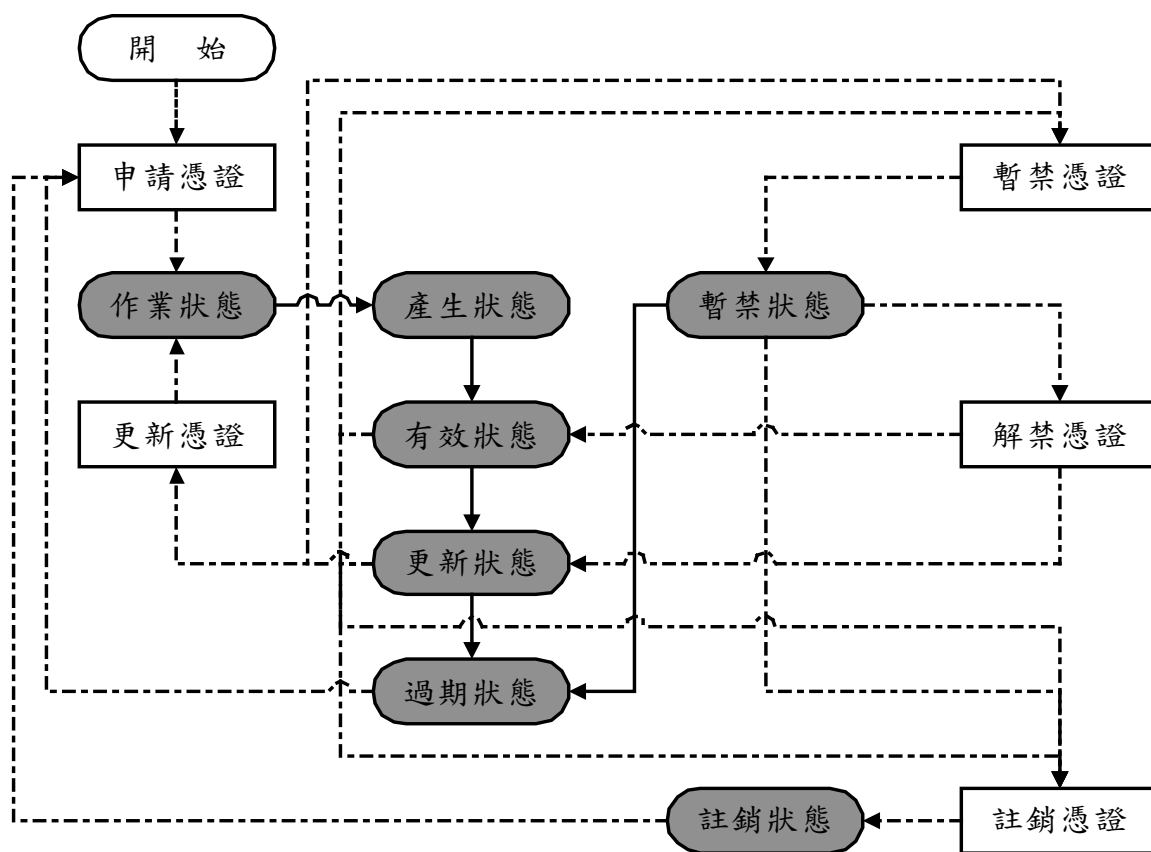 開 始
申請憑證
暫禁憑證
作業狀態
產生狀態
暫禁狀態
更新憑證
有效狀態
解禁憑證
更新狀態
過期狀態
註銷狀態
註銷憑證